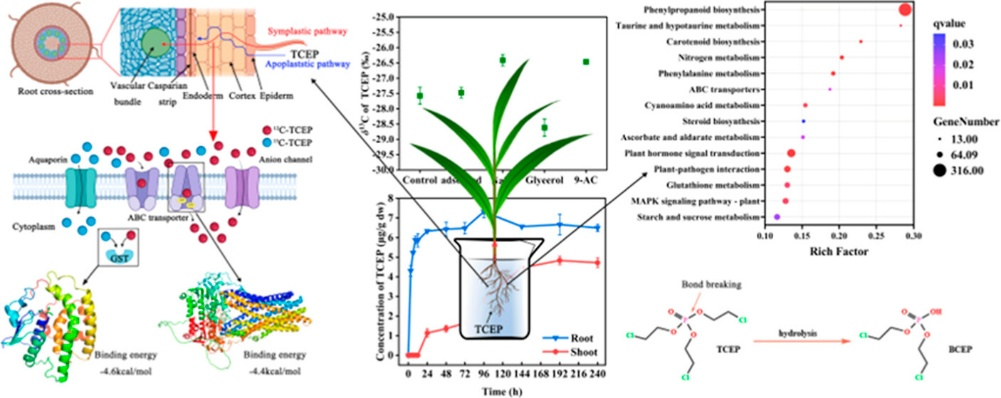 Root cross-section
Vascular bundle
Casparian strip
Endoderm
Cortex
Epiderm
Symplastic pathway
TCEP
Apoplaststic pathway
¹³C-TCEP
¹²C-TCEP
Aquaporin
Anion channel
ABC transporter
Cytoplasm
GST
Binding energy
-4.6kcal/mol
Binding energy
-4.4kcal/mol
δ¹³C of TCEP (‰)
-25.0
-25.5
-26.0
-26.5
-27.0
-27.5
-28.0
-28.5
-29.0
-29.5
-30.0
Control
Glycerol
9-AC
Concentration of TCEP (μg/g dw)
8
7
6
5
4
3
2
1
0
0 24 48 72 96 120 144 168 192 216 240
Time (h)
TCEP
Root
Shoot
Phenylpropanoid biosynthesis
Taurine and hypotaurine metabolism
Carotenoid biosynthesis
Nitrogen metabolism
Phenylalanine metabolism
ABC transporters
Cyanoamino acid metabolism
Steroid biosynthesis
Ascorbate and aldarate metabolism
Plant hormone signal transduction
Plant-pathogen interaction
Glutathione metabolism
MAPK signaling pathway - plant
Starch and sucrose metabolism
0.10 0.15 0.20 0.25 0.30
Rich Factor
qvalue
0.03
0.02
0.01
GeneNumber
13.00
64.09
316.00
Bond breaking
Cl
O
P
O
O
O
Cl
Cl
TCEP
hydrolysis
Cl
O
P
OH
O
O
Cl
BCEP